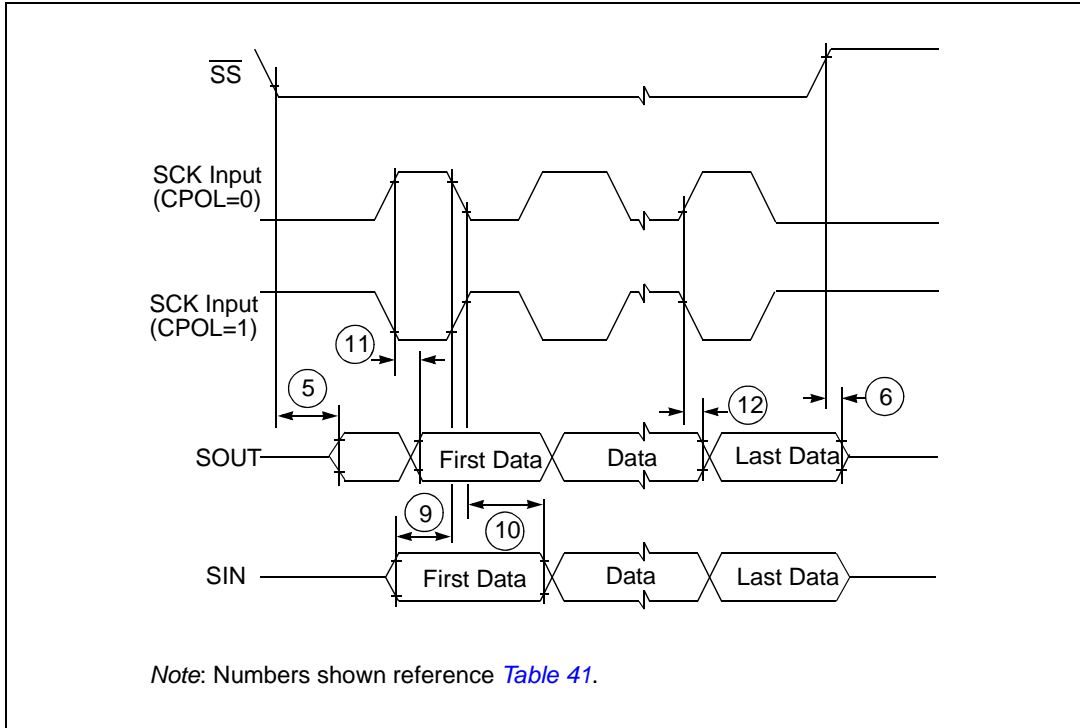 SS
SCK Input
(CPOL=0)
SCK Input
(CPOL=1)
11
5
12
6
SOUT
First Data
Data
Last Data
9
10
SIN
First Data
Data
Last Data
Note: Numbers shown reference Table 41.